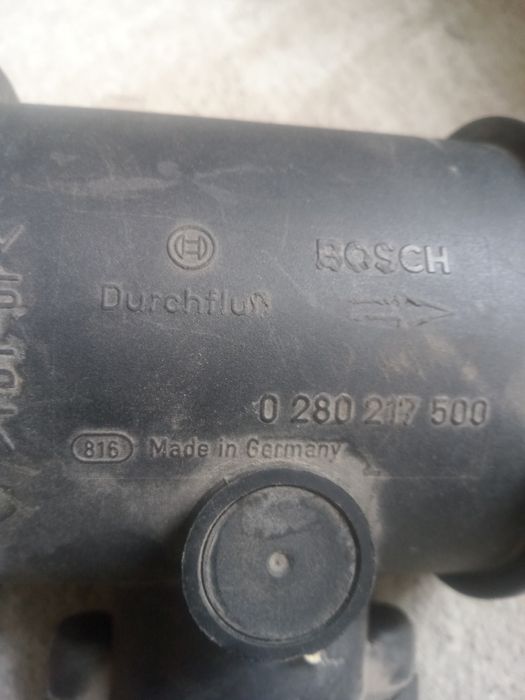 BOSCH
Durchfluß
0 280 217 500
816 Made in Germany